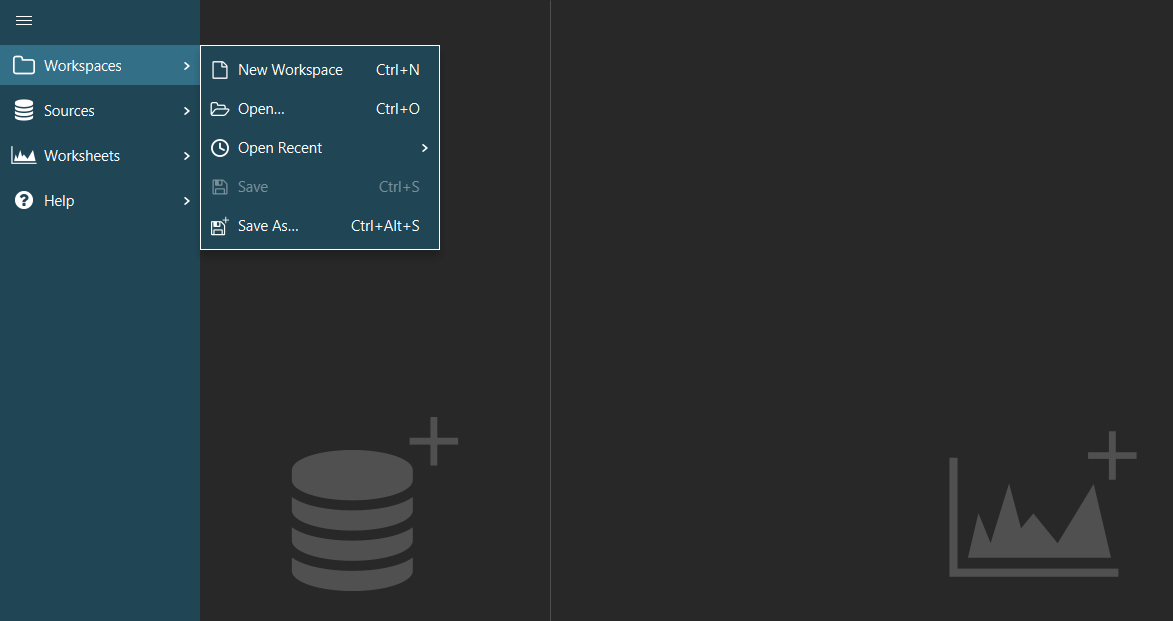 Workspaces
Sources
Worksheets
Help
New Workspace Ctrl+N
Open... Ctrl+O
Open Recent
Save Ctrl+S
Save As... Ctrl+Alt+S